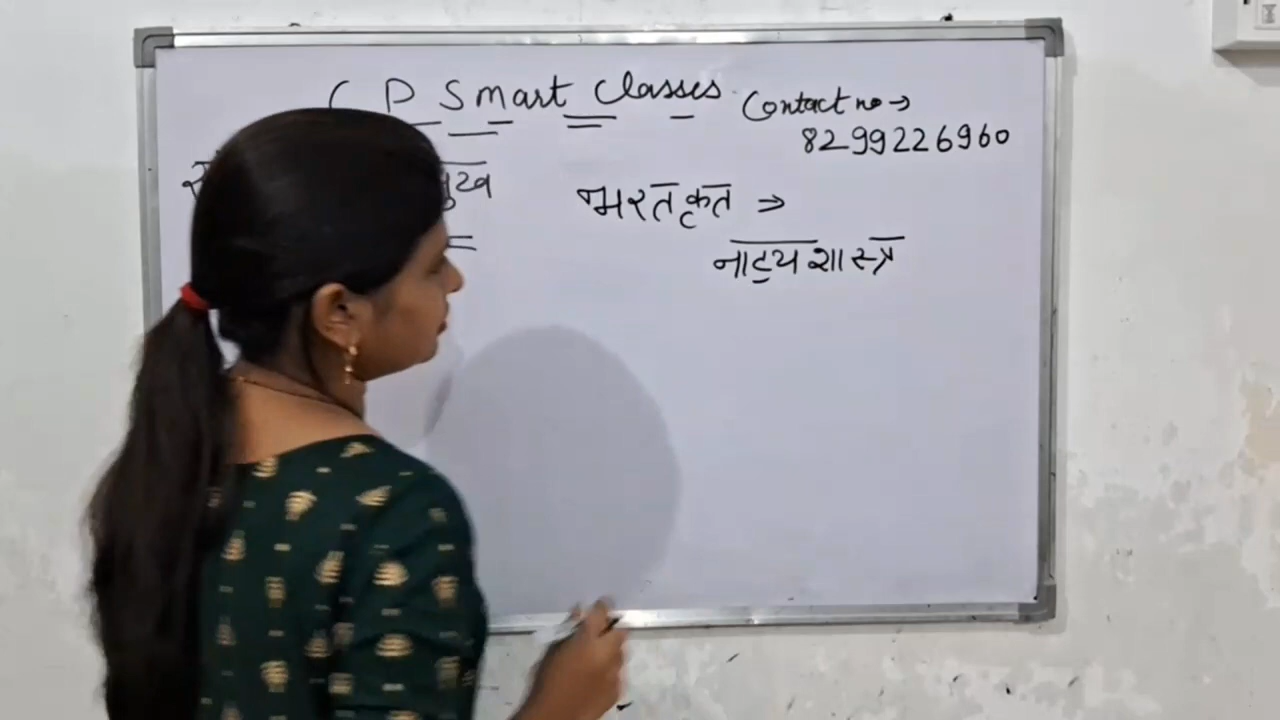 C P Smart Classes
Contact no →
8299226960
भरतकृत ⇒
नाट्यशास्त्र